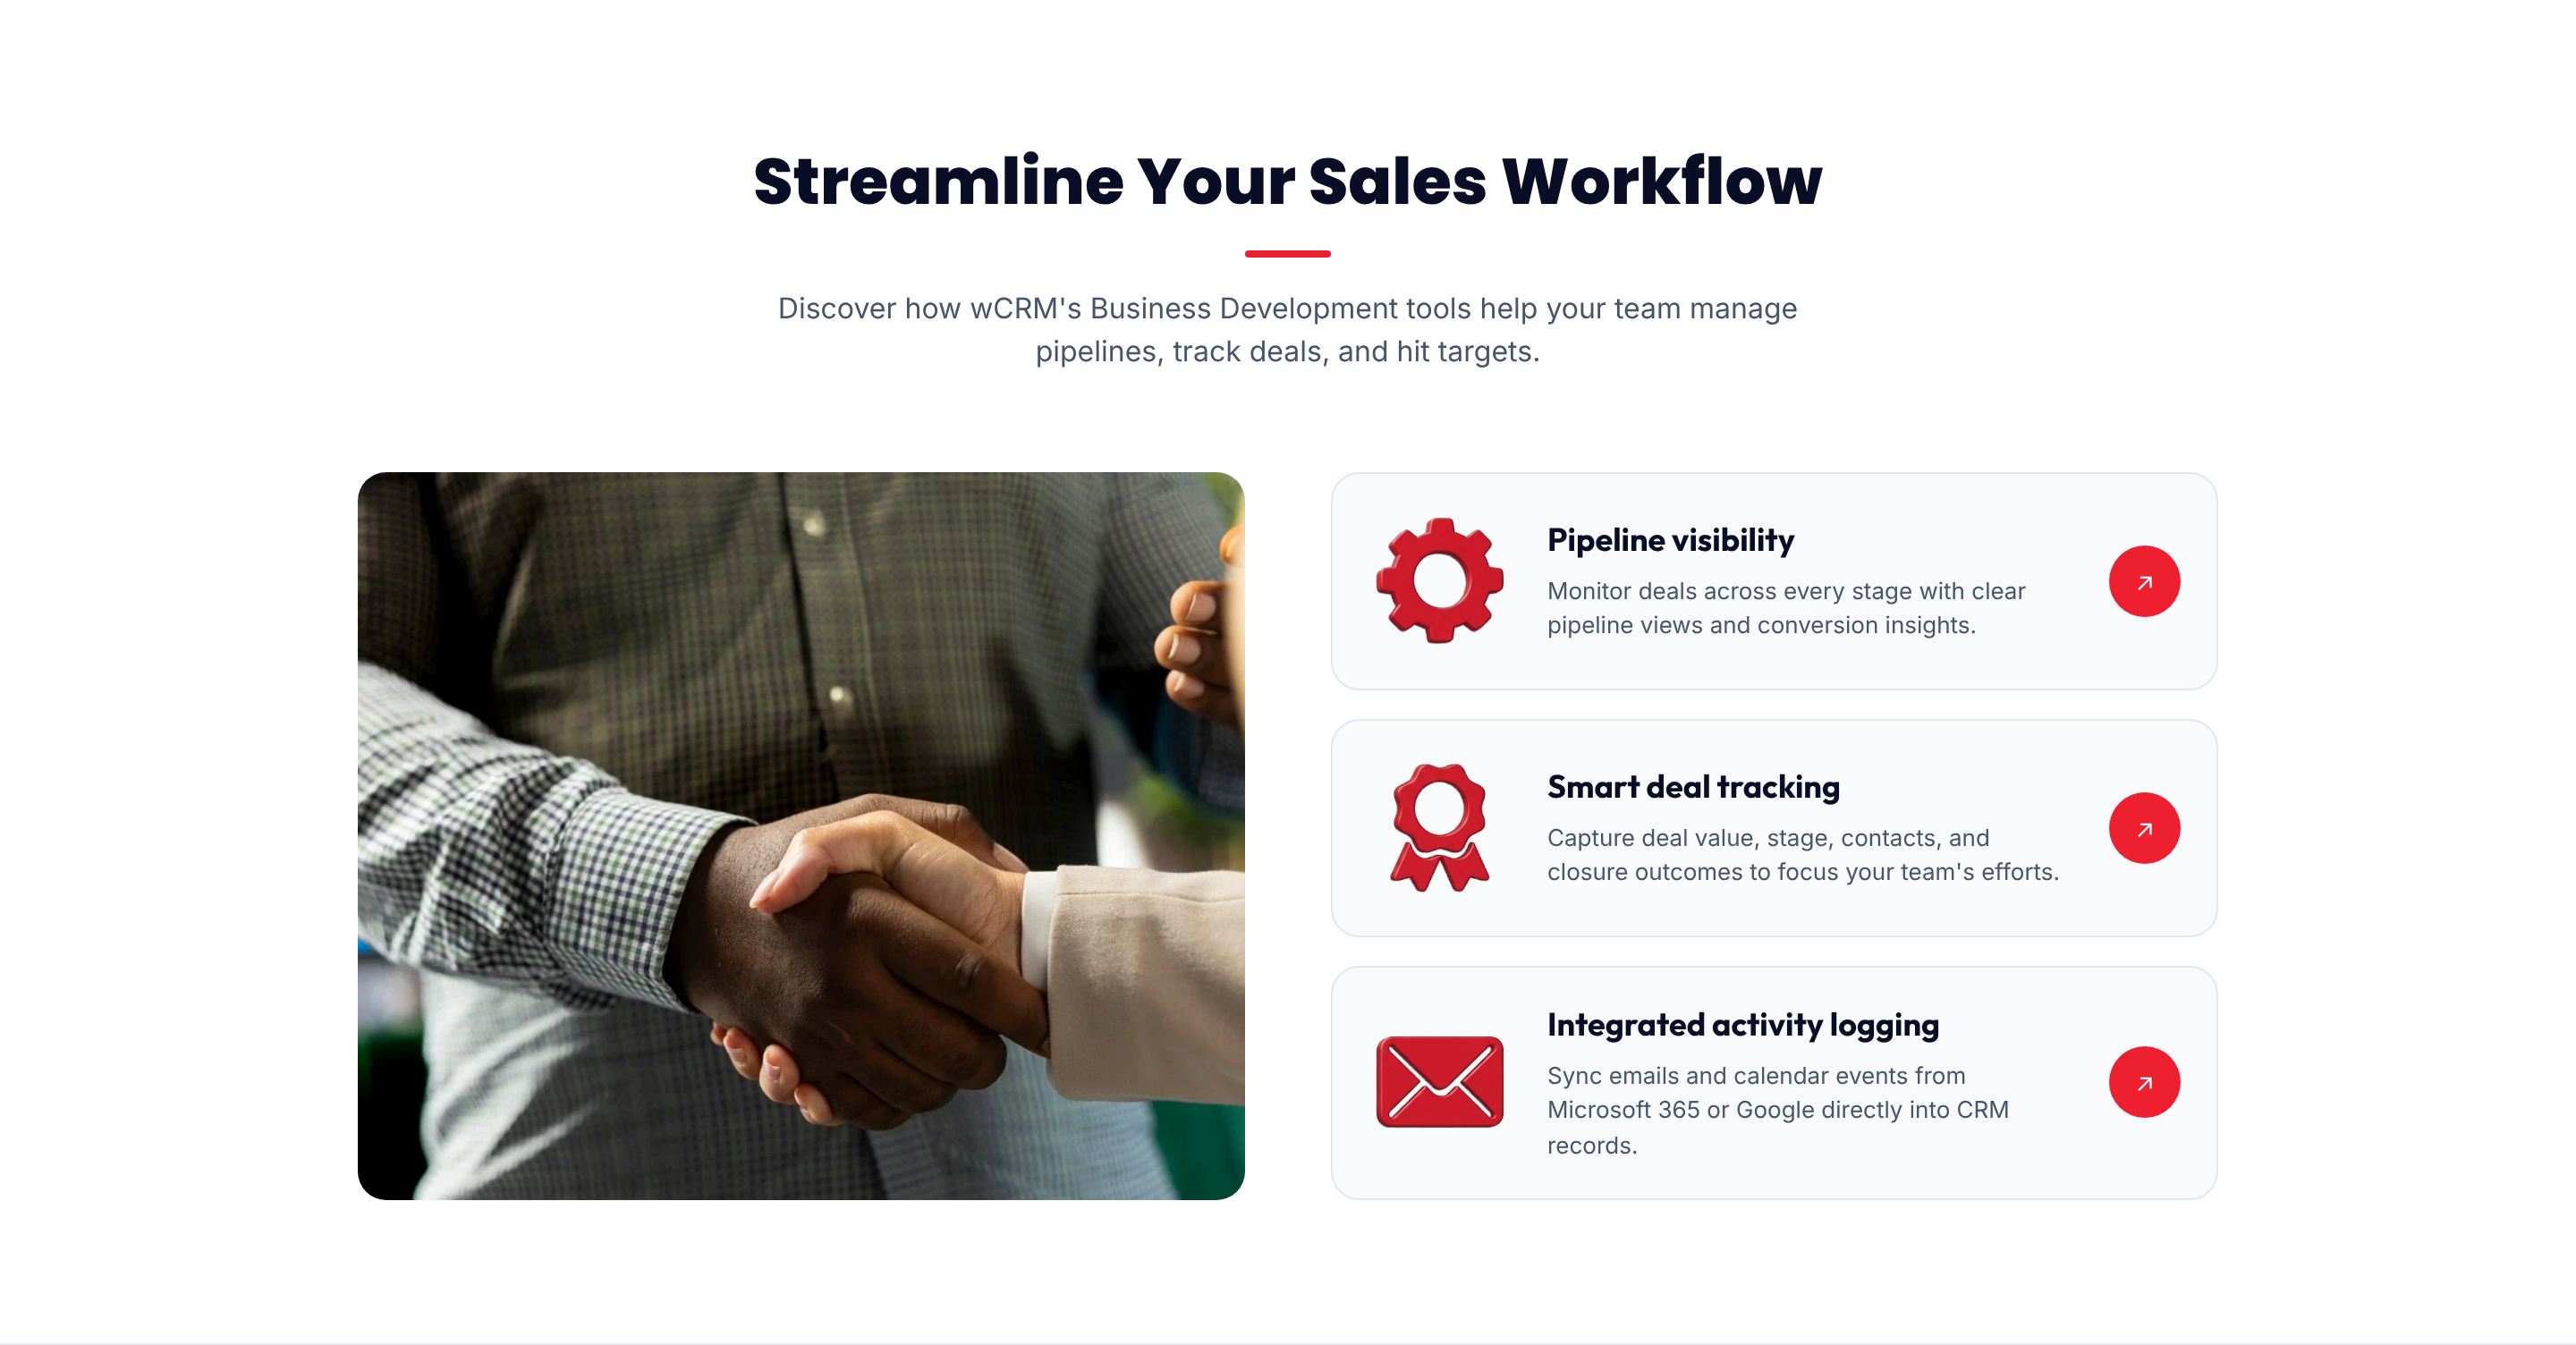 Streamline Your Sales Workflow
Discover how wCRM's Business Development tools help your team manage
pipelines, track deals, and hit targets.
Pipeline visibility
Monitor deals across every stage with clear
pipeline views and conversion insights.
Smart deal tracking
Capture deal value, stage, contacts, and
closure outcomes to focus your team's efforts.
Integrated activity logging
Sync emails and calendar events from
Microsoft 365 or Google directly into CRM
records.